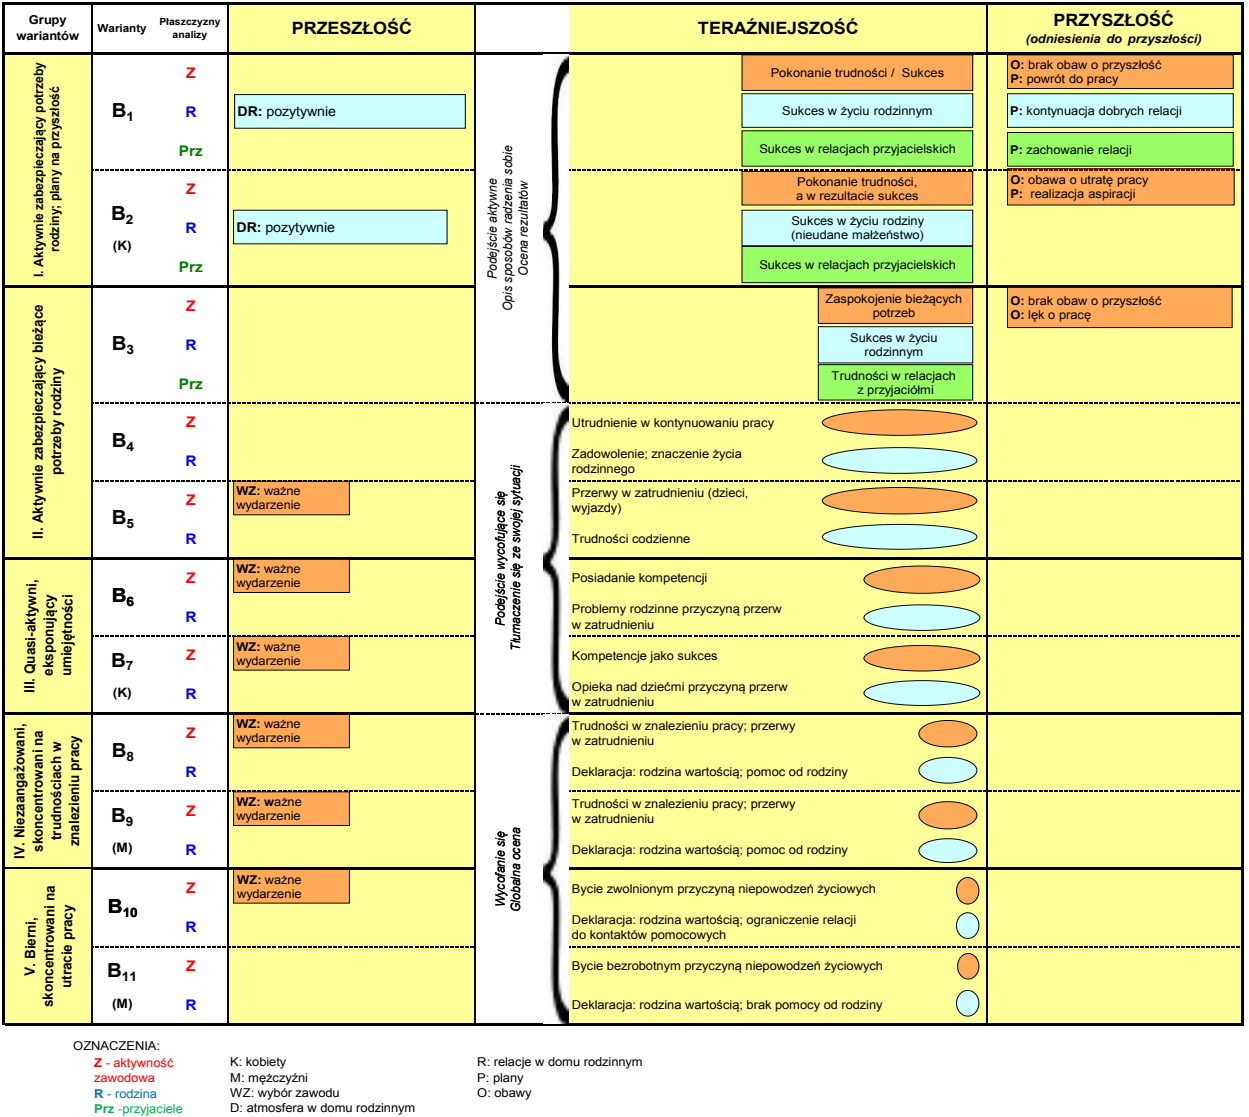 Grupy
wariantów
Warianty
Płaszczyzny
analizy
PRZESZŁOŚĆ
TERAŹNIEJSZOŚĆ
PRZYSZŁOŚĆ
(odniesienia do przyszłości)
I. Aktywnie zabezpieczający potrzeby
rodziny; plany na przyszłość
B1
Z
R
Prz
DR: pozytywnie
Podejście aktywne
Opis sposobów radzenia sobie
Ocena rezultatów
Pokonanie trudności / Sukces
Sukces w życiu rodzinnym
Sukces w relacjach przyjacielskich
O: brak obaw o przyszłość
P: powrót do pracy
P: kontynuacja dobrych relacji
P: zachowanie relacji
B2
(K)
Z
R
Prz
DR: pozytywnie
Pokonanie trudności,
a w rezultacie sukces
Sukces w życiu rodziny
(nieudane małżeństwo)
Sukces w relacjach przyjacielskich
O: obawa o utratę pracy
P: realizacja aspiracji
II. Aktywnie zabezpieczający bieżące
potrzeby rodziny
B3
Z
R
Prz
Zaspokojenie bieżących
potrzeb
Sukces w życiu
rodzinnym
Trudności w relacjach
z przyjaciółmi
O: brak obaw o przyszłość
O: lęk o pracę
B4
Z
R
Podejście wycofujące się
Tłumaczenie się ze swojej sytuacji
Utrudnienie w kontynuowaniu pracy
Zadowolenie; znaczenie życia
rodzinnego
B5
Z
R
WZ: ważne
wydarzenie
Przerwy w zatrudnieniu (dzieci,
wyjazdy)
Trudności codzienne
III. Quasi-aktywni,
eksponujący
umiejętności
B6
Z
R
WZ: ważne
wydarzenie
Posiadanie kompetencji
Problemy rodzinne przyczyną przerw
w zatrudnieniu
B7
(K)
Z
R
WZ: ważne
wydarzenie
Kompetencje jako sukces
Opieka nad dziećmi przyczyną przerw
w zatrudnieniu
IV. Niezaangażowani,
skoncentrowani na
trudnościach w
znalezieniu pracy
B8
Z
R
WZ: ważne
wydarzenie
Wycofanie się
Globalna ocena
Trudności w znalezieniu pracy; przerwy
w zatrudnieniu
Deklaracja: rodzina wartością; pomoc od rodziny
B9
(M)
Z
R
WZ: ważne
wydarzenie
Trudności w znalezieniu pracy; przerwy
w zatrudnieniu
Deklaracja: rodzina wartością; pomoc od rodziny
V. Bierni,
skoncentrowani na
utracie pracy
B10
Z
R
WZ: ważne
wydarzenie
Bycie zwolnionym przyczyną niepowodzeń życiowych
Deklaracja: rodzina wartością; ograniczenie relacji
do kontaktów pomocowych
B11
(M)
Z
R
Bycie bezrobotnym przyczyną niepowodzeń życiowych
Deklaracja: rodzina wartością; brak pomocy od rodziny
OZNACZENIA:
Z - aktywność
zawodowa
R - rodzina
Prz -przyjaciele
K: kobiety
M: mężczyźni
WZ: wybór zawodu
D: atmosfera w domu rodzinnym
R: relacje w domu rodzinnym
P: plany
O: obawy